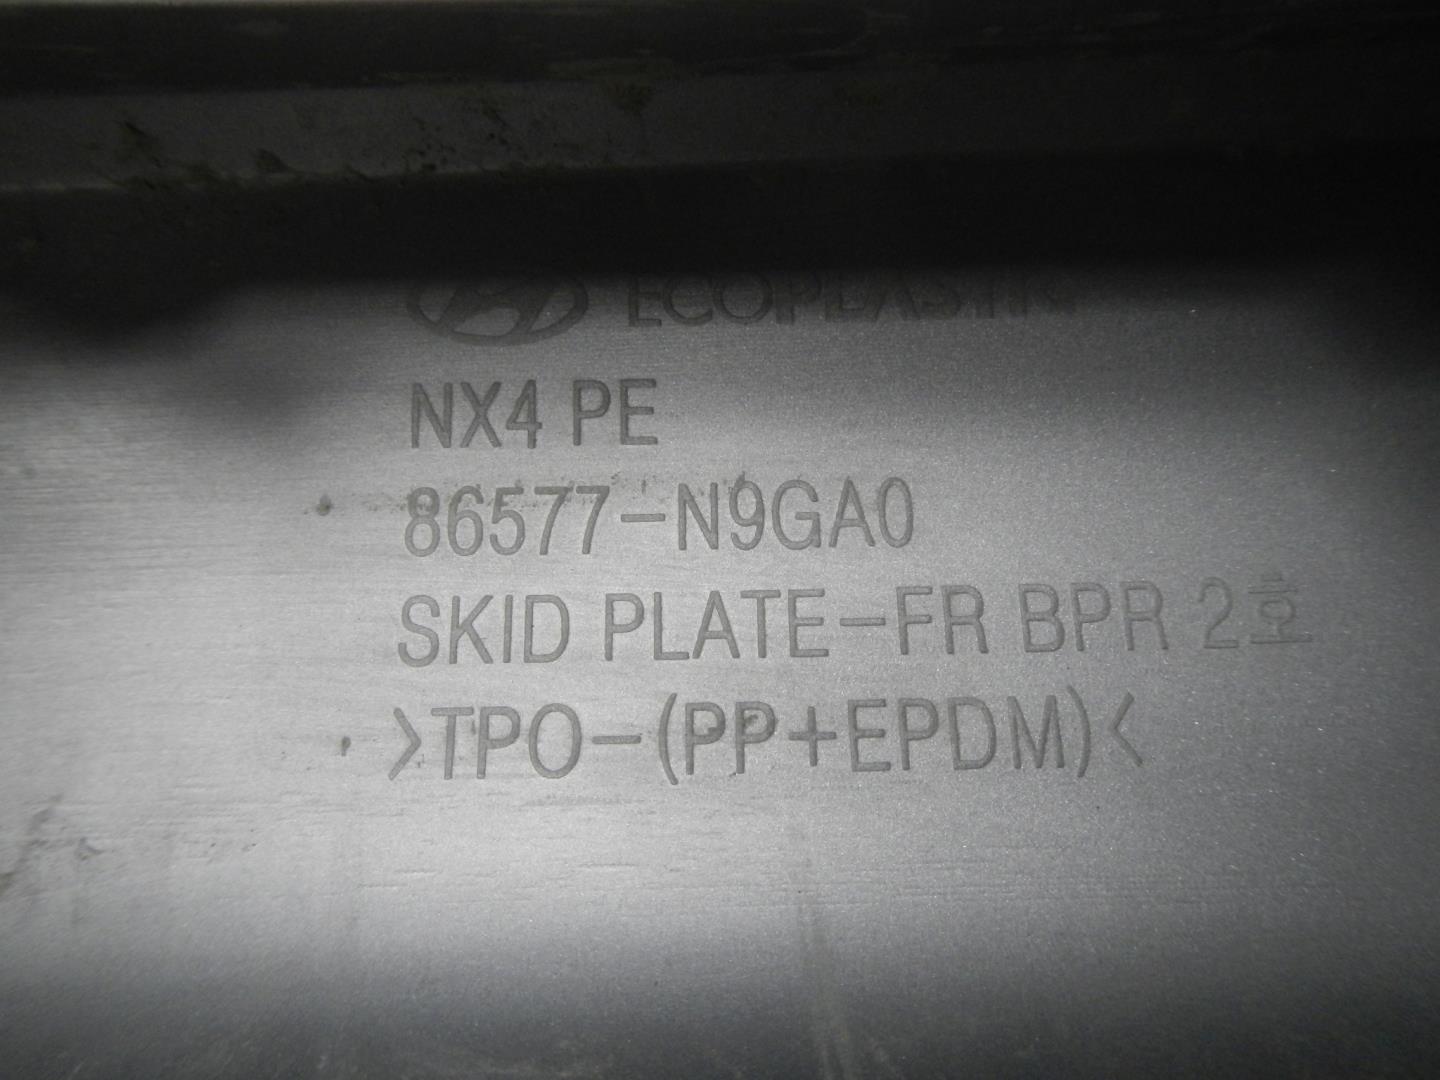 ECOPLASTIC
NX4 PE
86577-N9GA0
SKID PLATE-FR BPR 2호
>TPO-(PP+EPDM)<